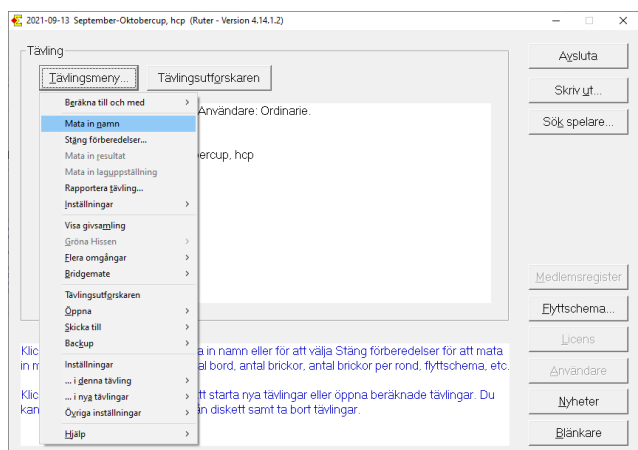 2021-09-13 September-Oktobercup, hcp (Ruter - Version 4.14.1.2)
Tävling
Tävlingsmeny...
Tävlingsutforskaren
Avsluta
Skriv ut...
Sök spelare...
Beräkna till och med
Mata in namn
Stäng förberedelser...
Mata in resultat
Mata in laguppställning
Rapportera tävling...
Inställningar
Visa givsamling
Gröna Hissen
Flera omgångar
Bridgemate
Tävlingsutforskaren
Öppna
Skicka till
Backup
Inställningar
... i denna tävling
... i nya tävlingar
Övriga inställningar
Hjälp
Användare: Ordinarie.
ercup, hcp
Medlemsregister
Flyttschema...
Licens
Användare
Nyheter
Blänkare
Klic a in namn eller för att välja Stäng förberedelser för att mata
in m al bord, antal brickor, antal brickor per rond, flyttschema, etc.
Klic tt starta nya tävlingar eller öppna beräknade tävlingar. Du
kan n diskett samt ta bort tävlingar.